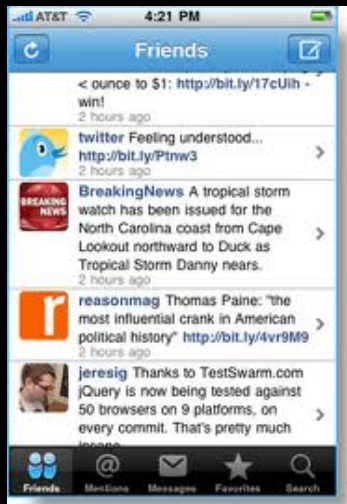 AT&T 4:21 PM
Friends
< ounce to $1: http://bit.ly/17cUih -
win!
2 hours ago
twitter Feeling understood...
http://bit.ly/Ptnw3
2 hours ago
BREAKING
NEWS
BreakingNews A tropical storm
watch has been issued for the
North Carolina coast from Cape
Lookout northward to Duck as
Tropical Storm Danny nears.
2 hours ago
r
reasonmag Thomas Paine: "the
most influential crank in American
political history" http://bit.ly/4vr9M9
2 hours ago
jeresig Thanks to TestSwarm.com
jQuery is now being tested against
50 browsers on 9 platforms, on
every commit. That's pretty much
Friends Mentions Messages Favorites Search